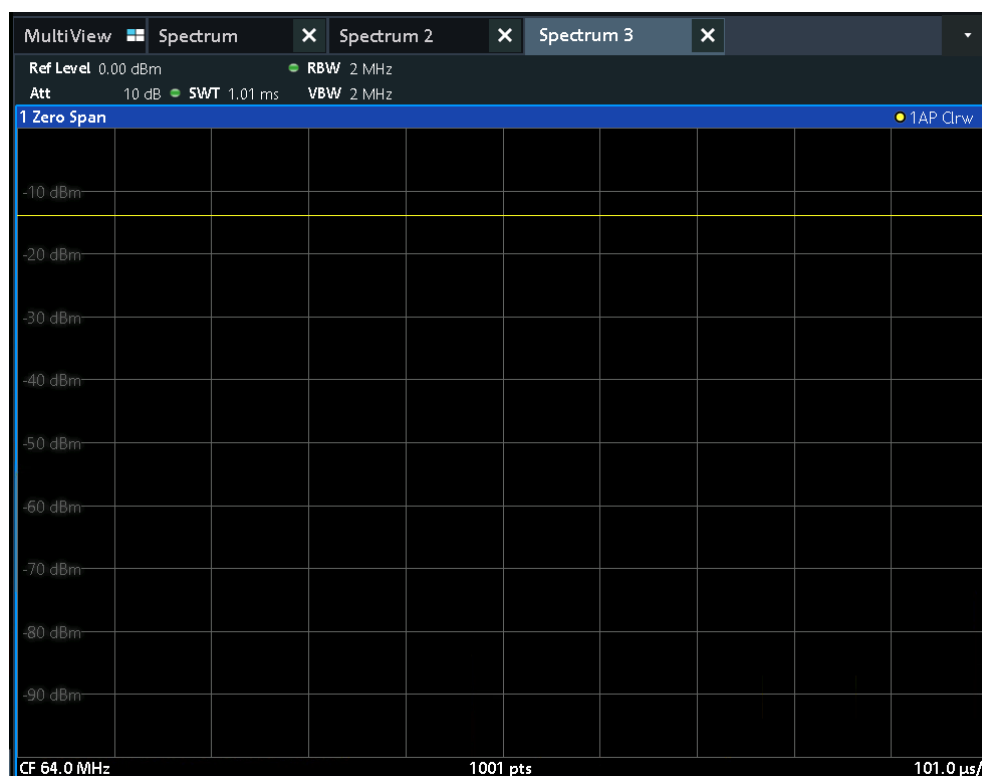 MultiView Spectrum Spectrum 2 Spectrum 3
Ref Level 0.00 dBm RBW 2 MHz
Att 10 dB SWT 1.01 ms VBW 2 MHz
1 Zero Span 1AP Clrw
-10 dBm
-20 dBm
-30 dBm
-40 dBm
-50 dBm
-60 dBm
-70 dBm
-80 dBm
-90 dBm
CF 64.0 MHz 1001 pts 101.0 µs/